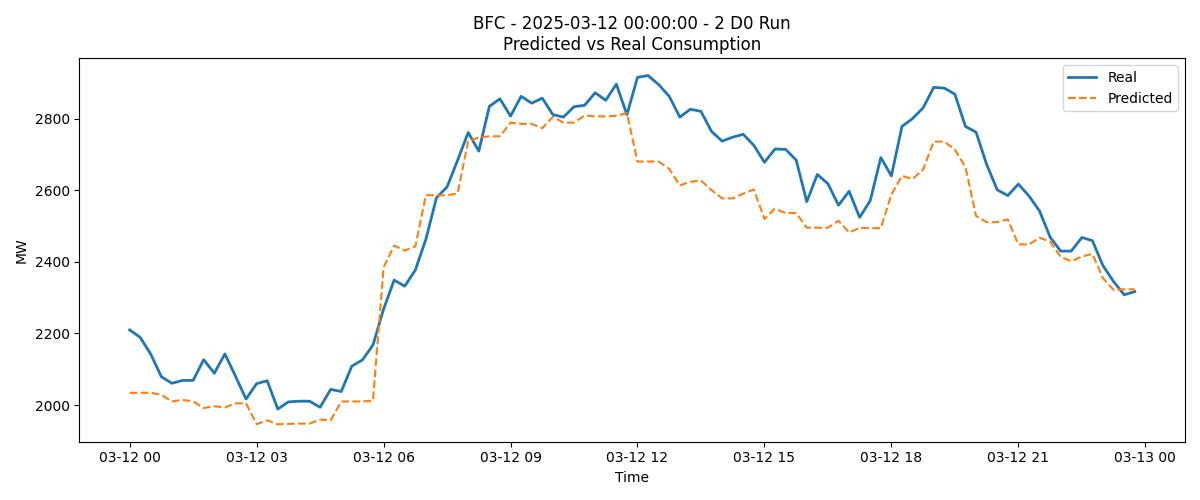 BFC - 2025-03-12 00:00:00 - 2 D0 Run
Predicted vs Real Consumption
Real
Predicted
MW
2800
2600
2400
2200
2000
03-12 00
03-12 03
03-12 06
03-12 09
03-12 12
03-12 15
03-12 18
03-12 21
03-13 00
Time